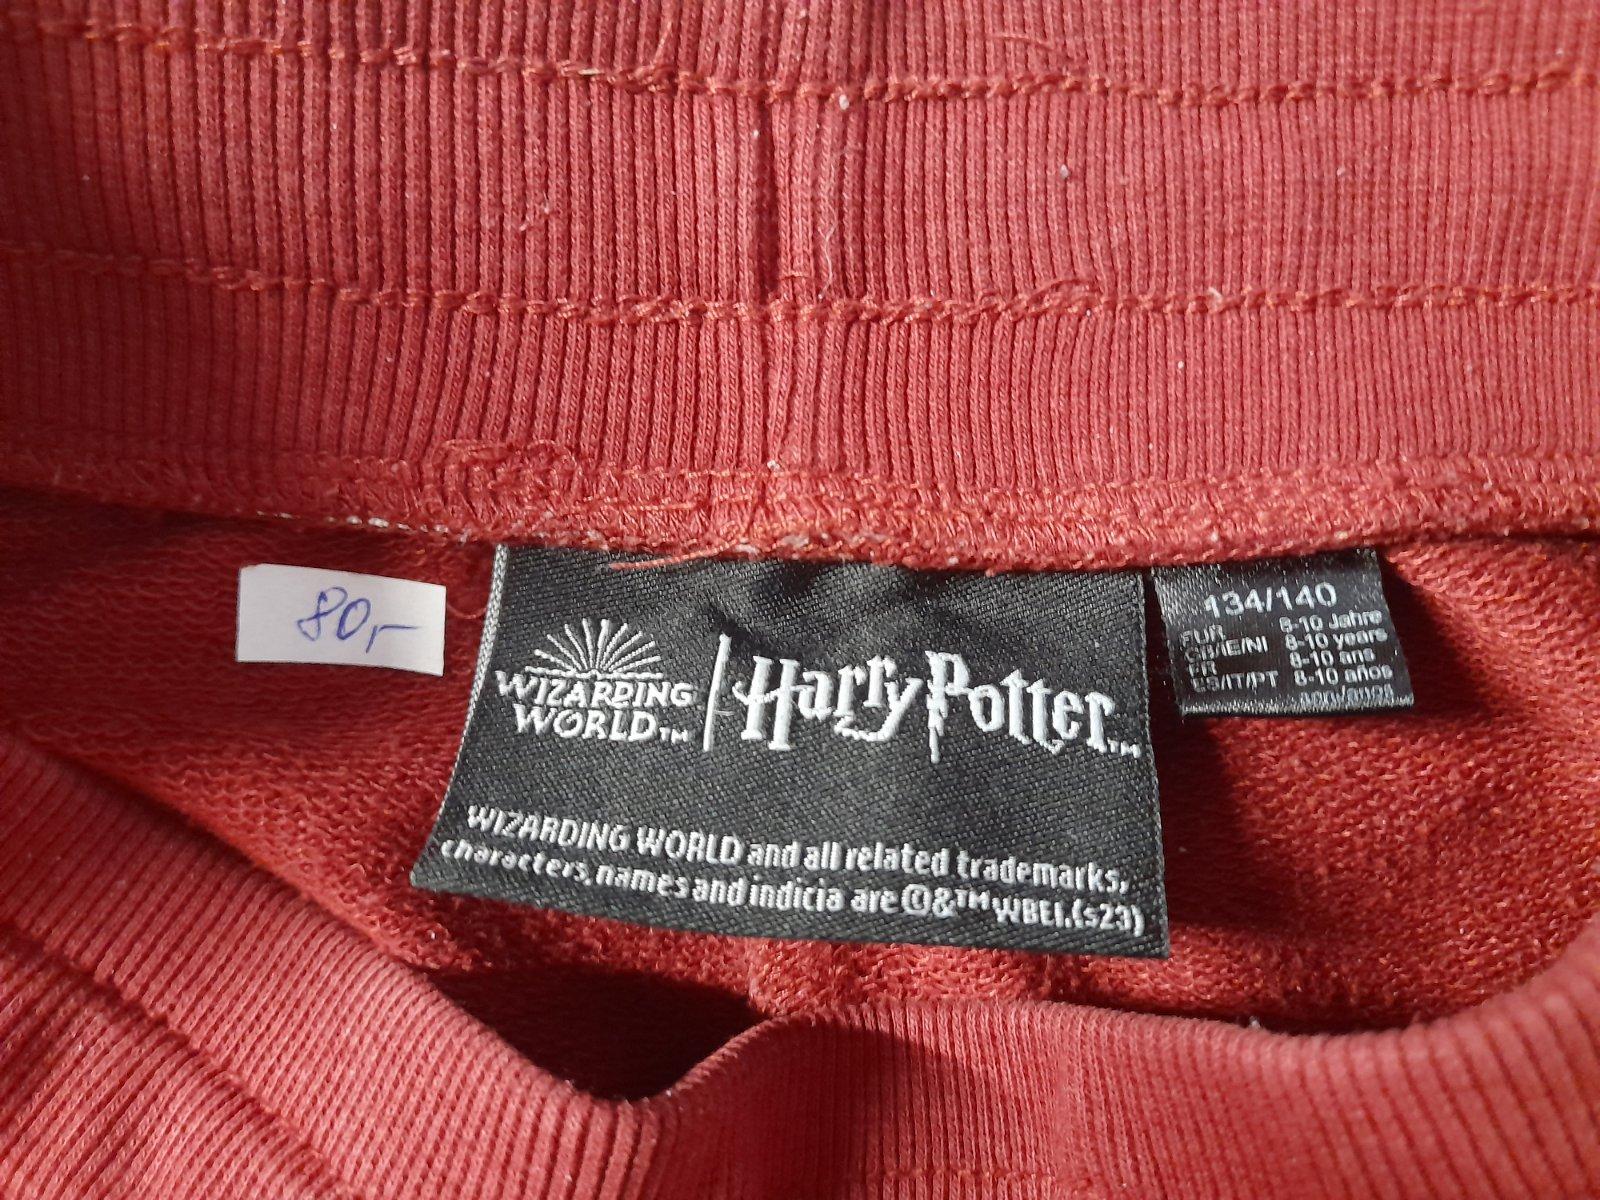 80,-
WIZARDING
WORLD™
Harry Potter™
WIZARDING WORLD and all related trademarks,
characters, names and indicia are ©&™ WBEI.(s23)
134/140
EUR 8-10 Jahre
GB/IE/NI 8-10 years
FR 8-10 ans
ES/IT/PT 8-10 años